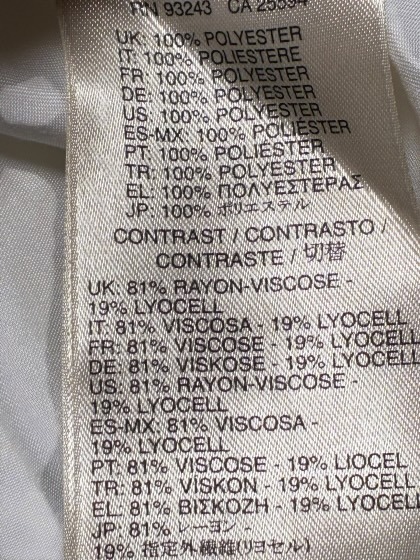 RN 93243 CA 25594
UK: 100% POLYESTER
IT: 100% POLIESTERE
FR: 100% POLYESTER
DE: 100% POLYESTER
US: 100% POLYESTER
ES-MX: 100% POLIESTER
PT: 100% POLIESTER
TR: 100% POLYESTER
EL: 100% ΠΟΛΥΕΣΤΕΡΑΣ
JP: 100% ポリエステル
CONTRAST / CONTRASTO /
CONTRASTE / 切替
UK: 81% RAYON-VISCOSE -
19% LYOCELL
IT: 81% VISCOSA - 19% LYOCELL
FR: 81% VISCOSE - 19% LYOCELL
DE: 81% VISKOSE - 19% LYOCELL
US: 81% RAYON-VISCOSE -
19% LYOCELL
ES-MX: 81% VISCOSA -
19% LYOCELL
PT: 81% VISCOSE - 19% LIOCEL
TR: 81% VISKON - 19% LYOCELL
EL: 81% ΒΙΣΚΟΖΗ - 19% LYOCELL
JP: 81% レーヨン -
19% 指定外繊維(リヨセル)